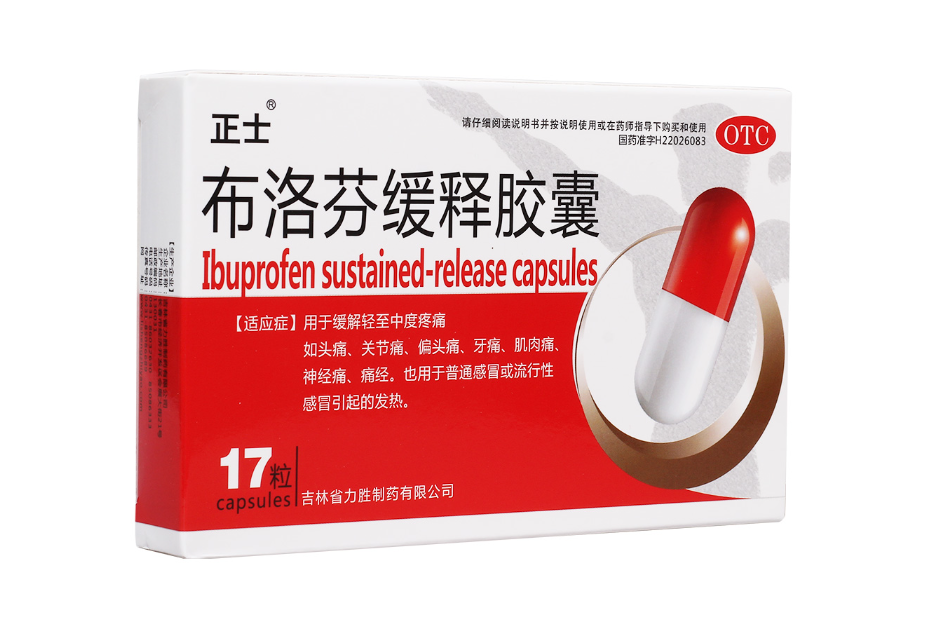 正士®
请仔细阅读说明书并按说明使用或在药师指导下购买和使用
国药准字H22026083
OTC
布洛芬缓释胶囊
Ibuprofen sustained-release capsules
【适应症】用于缓解轻至中度疼痛
如头痛、关节痛、偏头痛、牙痛、肌肉痛、
神经痛、痛经。也用于普通感冒或流行性
感冒引起的发热。
17粒
capsules
吉林省力胜制药有限公司
【生产企业】